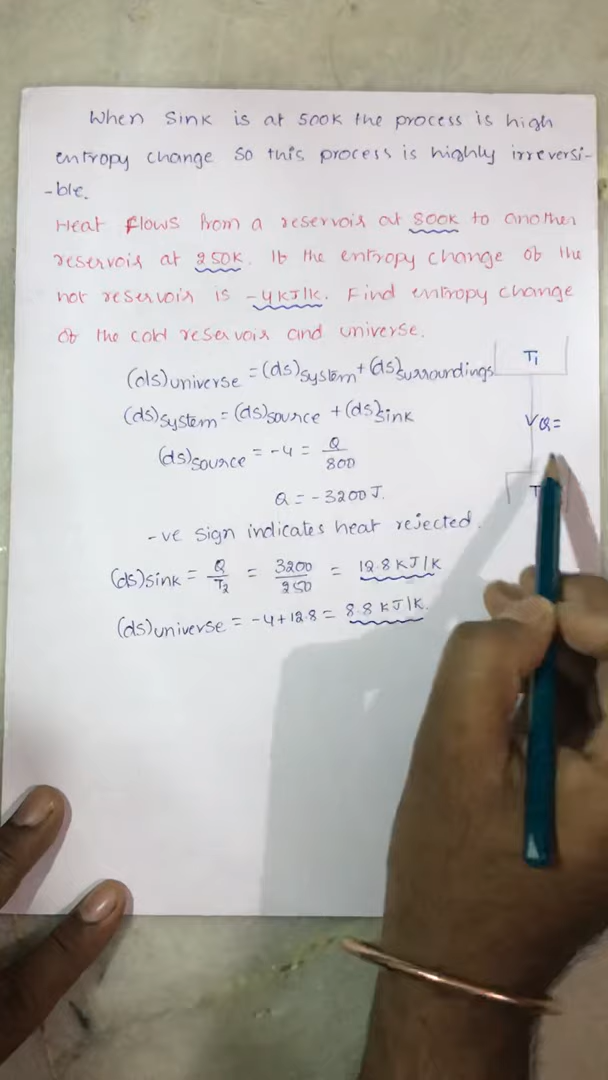 When Sink is at 500K the process is high
entropy change so this process is highly irreversi-
-ble.
Heat flows from a reservoir at 800K to another
reservoir at 250K. If the entropy change of the
hot reservoir is -4KJ/K. Find entropy change
of the cold reservoir and universe.
(ds)universe = (ds)system + (ds)surroundings
T1
(ds)system = (ds)source + (ds)sink
Q=
(ds)source = -4 = Q/800
T
Q = -3200J.
-ve sign indicates heat rejected.
(ds)sink = Q/T2 = 3200/250 = 12.8 KJ/K
(ds)universe = -4+12.8 = 8.8 KJ/K.